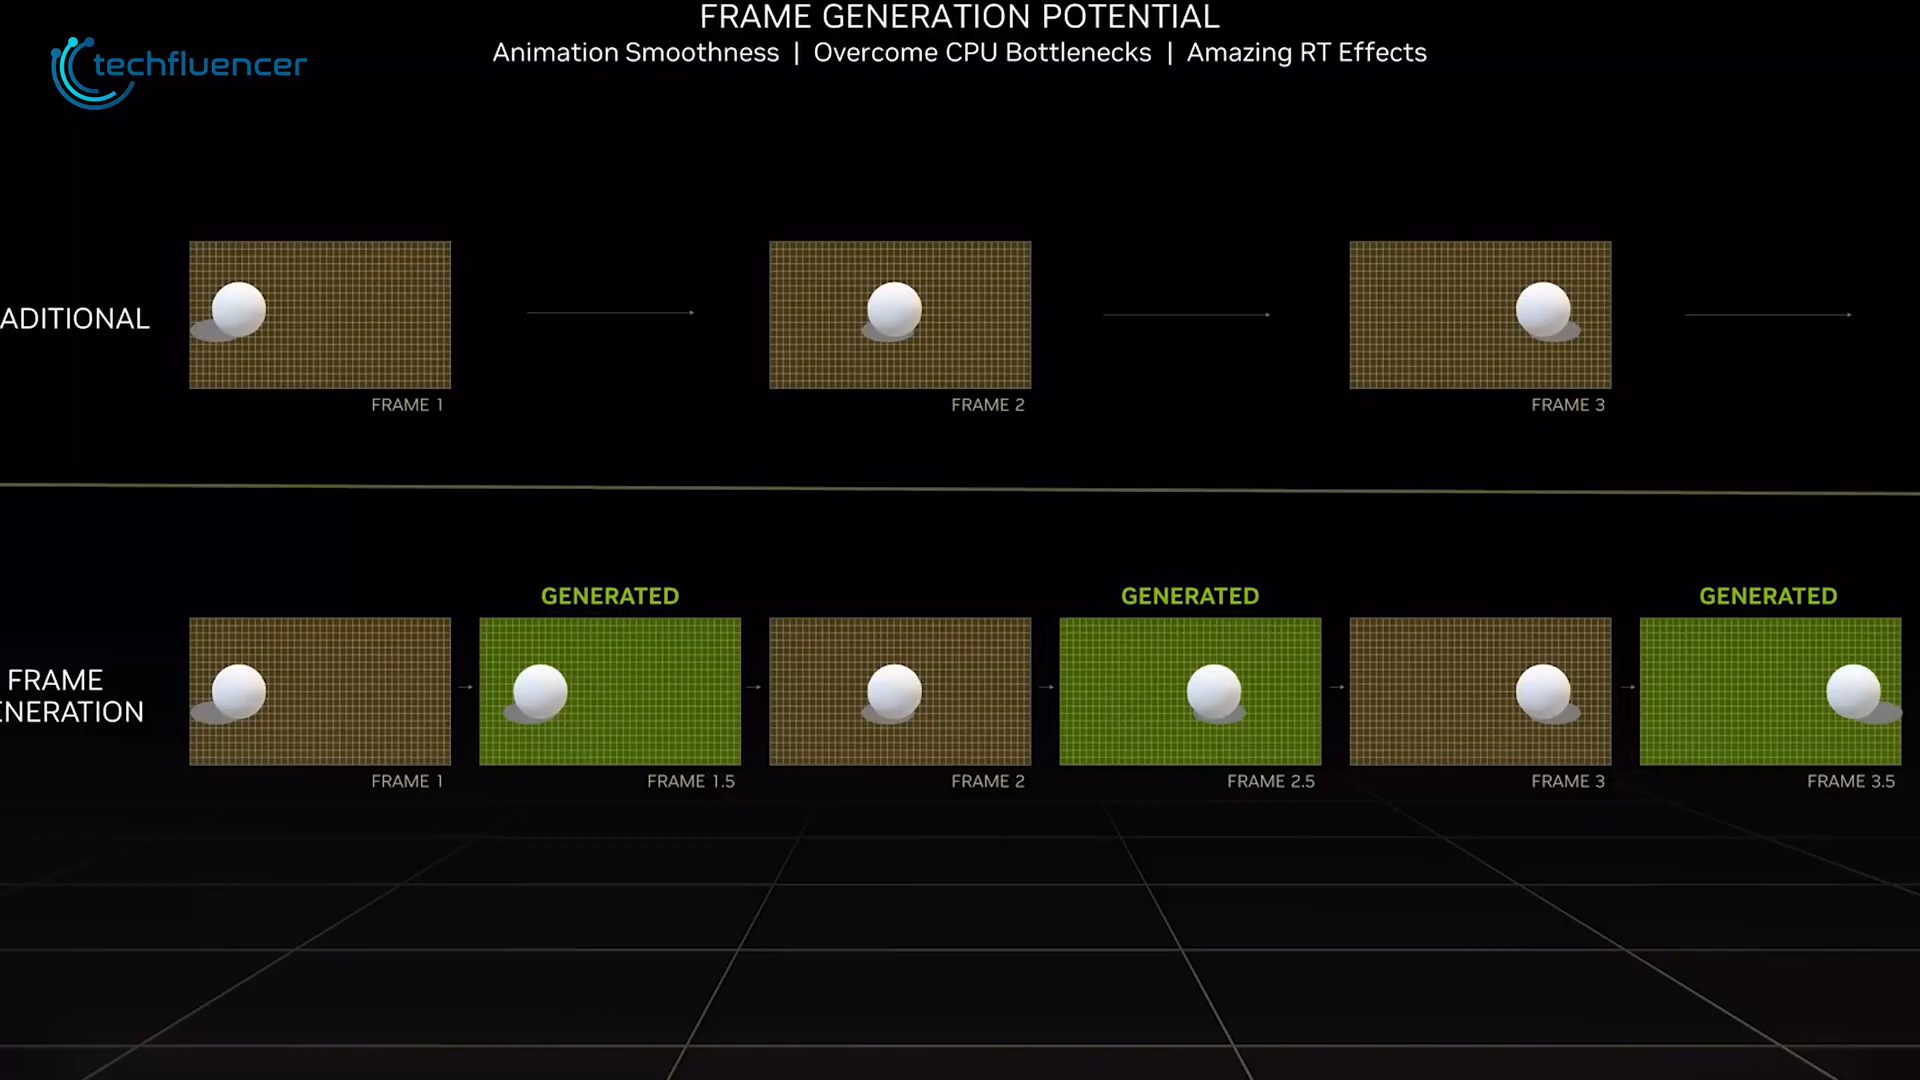 FRAME GENERATION POTENTIAL
Animation Smoothness | Overcome CPU Bottlenecks | Amazing RT Effects
techfluencer
ADITIONAL
FRAME 1
FRAME 2
FRAME 3
GENERATED
GENERATED
GENERATED
FRAME
ENERATION
FRAME 1
FRAME 1.5
FRAME 2
FRAME 2.5
FRAME 3
FRAME 3.5